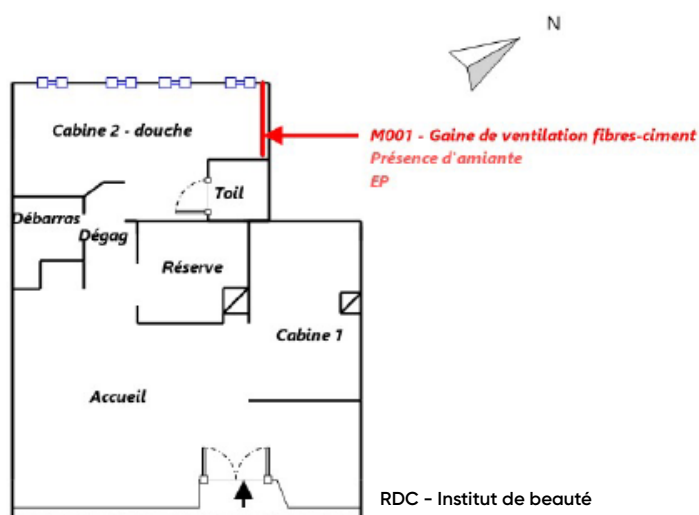 N
Cabine 2 - douche
M001 - Gaine de ventilation fibres-ciment
Présence d'amiante
EP
Toil
Débarras
Dégag
Réserve
Cabine 1
Accueil
RDC - Institut de beauté